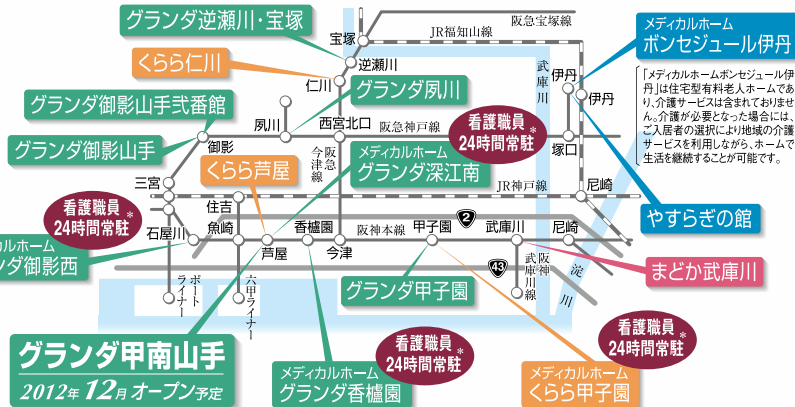 グランダ逆瀬川・宝塚
くらら仁川
グランダ御影山手弐番館
グランダ御影山手
グランダ夙川
くらら芦屋
メディカルホーム
グランダ深江南
看護職員
24時間常駐*
メディカルホーム
ボンセジュール伊丹
「メディカルホームボンセジュール伊
丹」は住宅型有料老人ホームであ
り、介護サービスは含まれておりませ
ん。介護が必要となった場合には、
ご入居者の選択により地域の介護
サービスを利用しながら、ホームで
生活を継続することが可能です。
やすらぎの館
まどか武庫川
看護職員
24時間常駐*
カルホーム
ンダ御影西
グランダ甲子園
グランダ甲南山手
2012年12月オープン予定
メディカルホーム
グランダ香櫨園
看護職員
24時間常駐*
メディカルホーム
くらら甲子園
看護職員
24時間常駐*
阪急宝塚線
JR福知山線
宝塚
逆瀬川
仁川
武庫川
伊丹
伊丹
夙川
西宮北口
阪急神戸線
御影
塚口
阪急
今津線
三宮
住吉
JR神戸線
尼崎
石屋川
魚崎
芦屋
香櫨園
今津
阪神本線
甲子園
武庫川
尼崎
2
43
阪神
武庫川線
淀川
ポートライナー
六甲ライナー